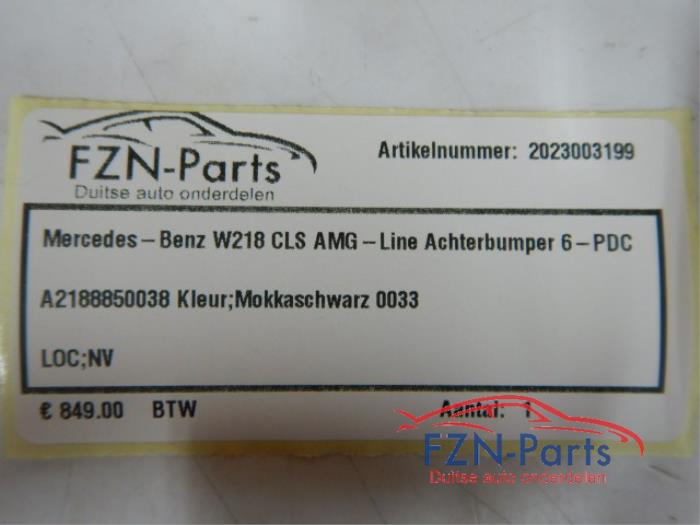 FZN-Parts
Duitse auto onderdelen
Artikelnummer: 2023003199
Mercedes-Benz W218 CLS AMG-Line Achterbumper 6-PDC
A2188850038 Kleur;Mokkaschwarz 0033
LOC;NV
€ 849.00 BTW
Aantal: 1
FZN-Parts
Duitse auto onderdelen